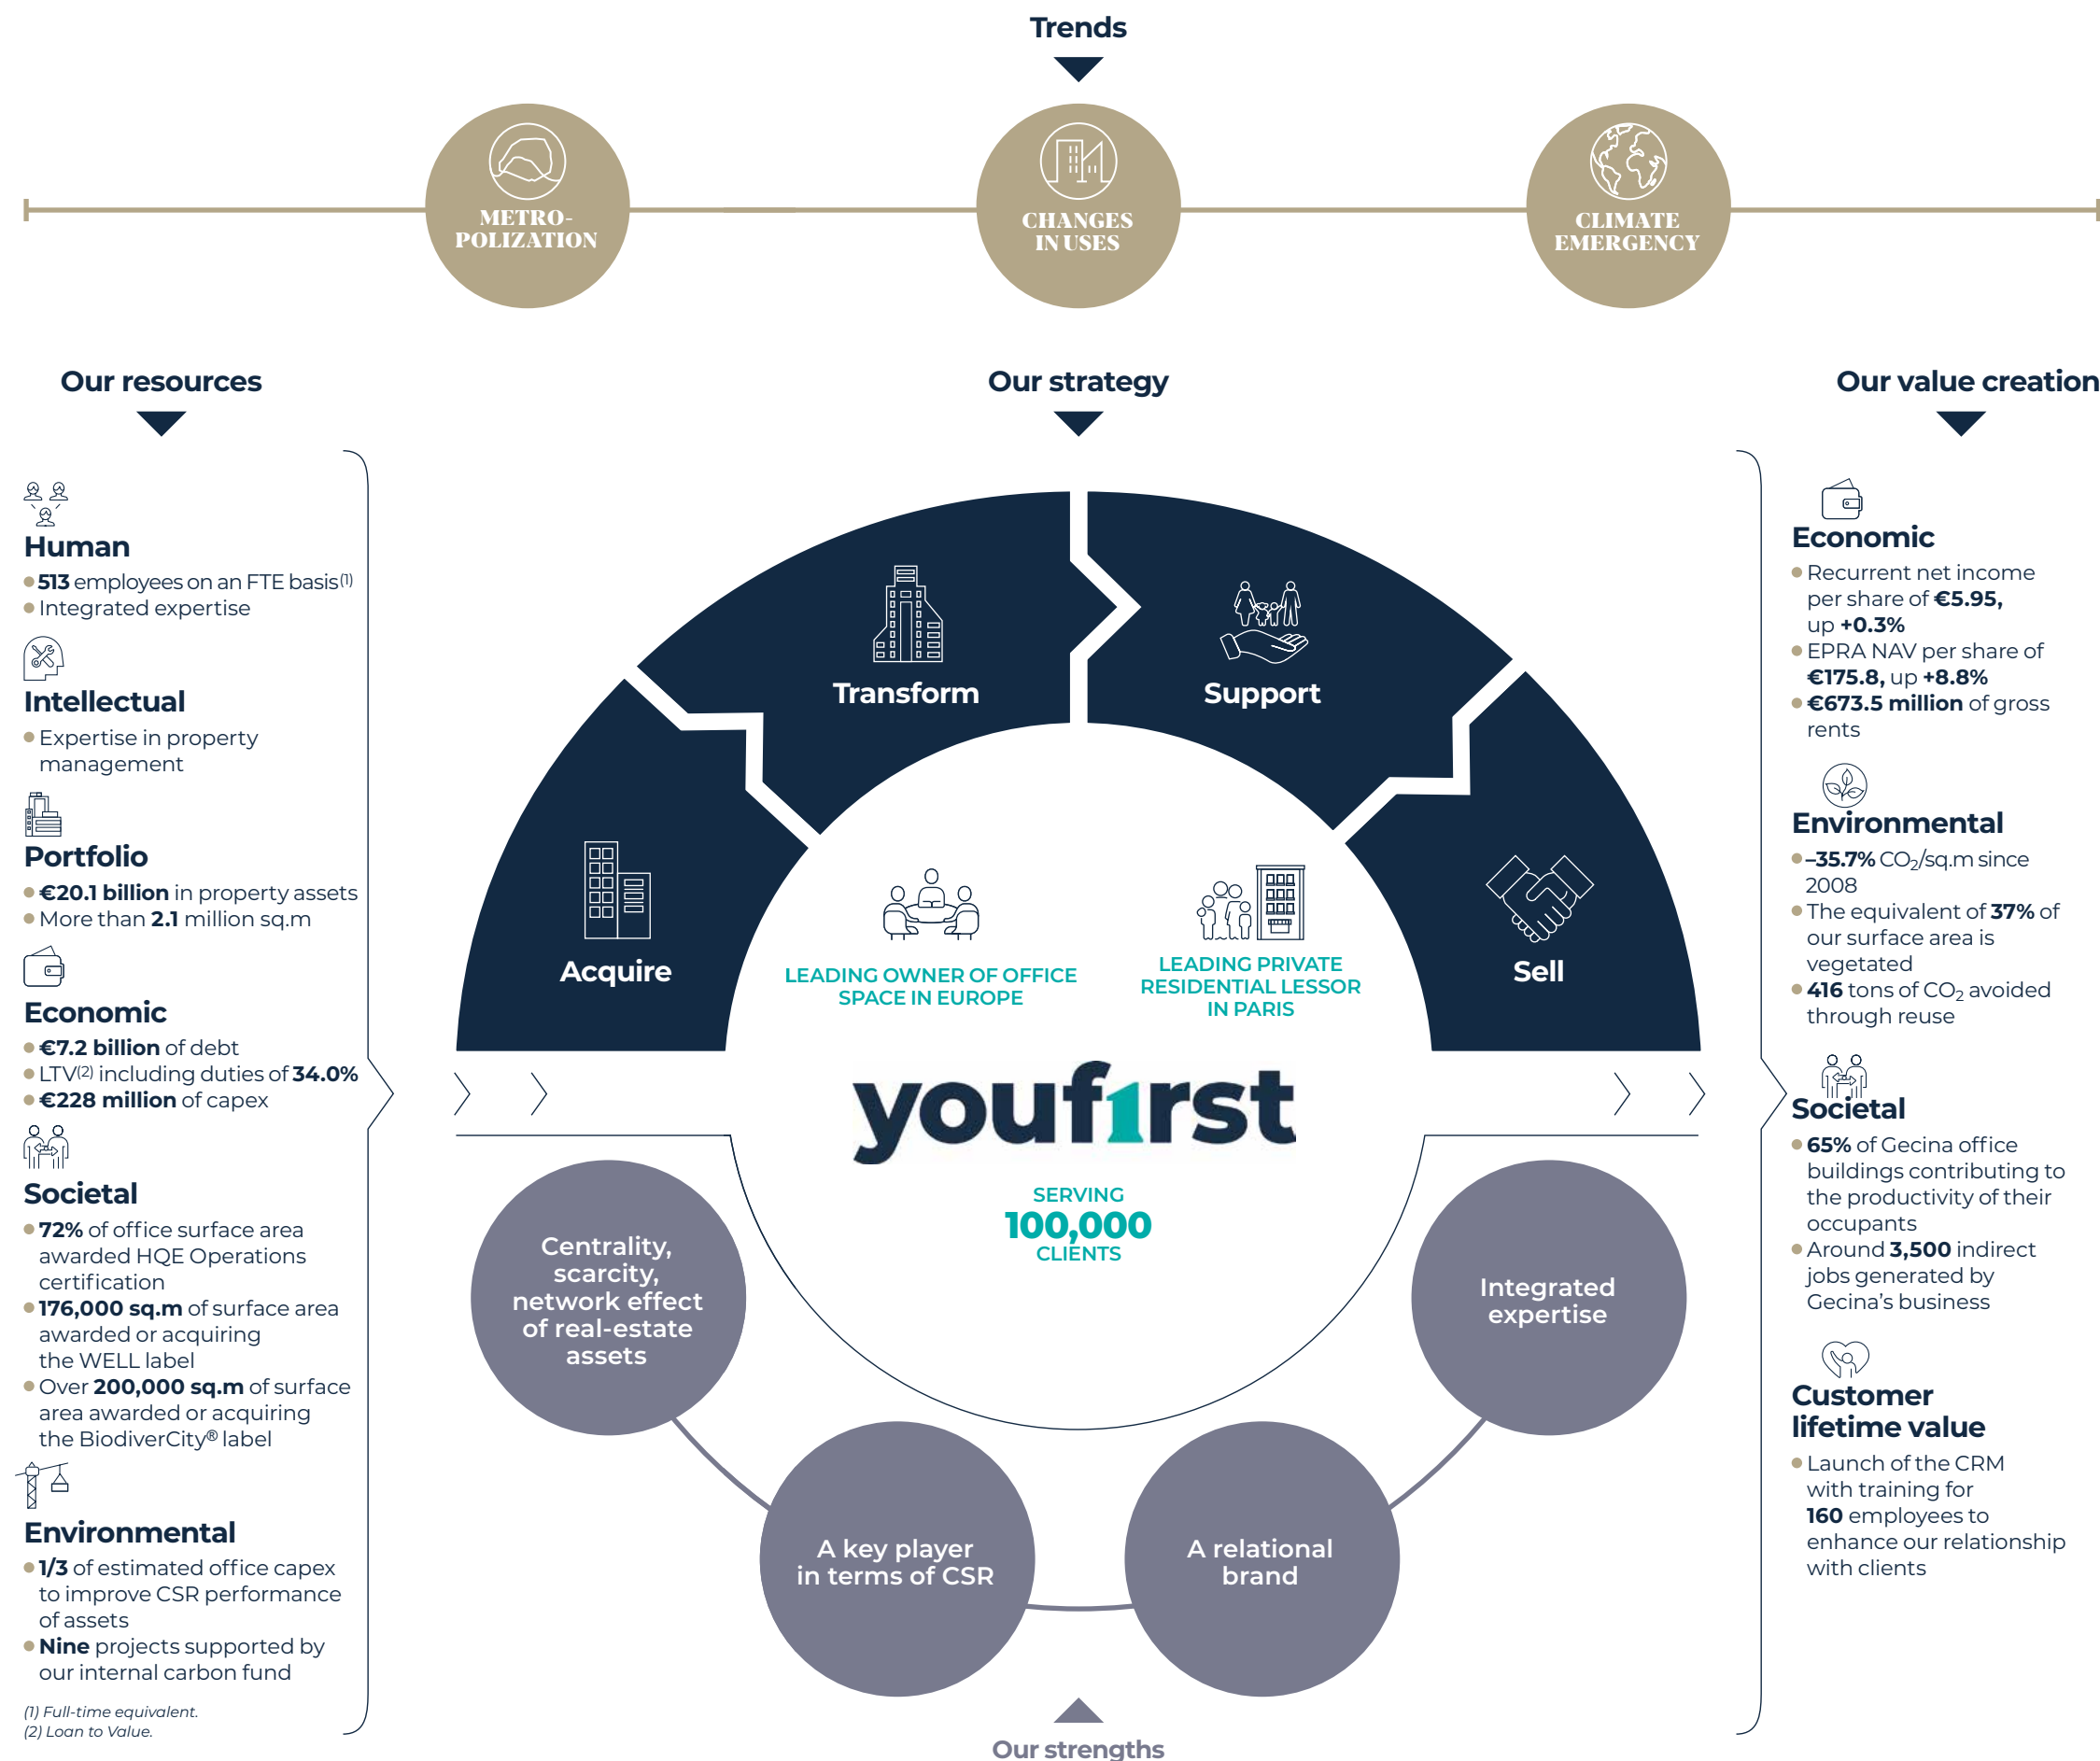 Trends
METRO-
POLIZATION
CHANGES
IN USES
CLIMATE
EMERGENCY
Our resources
Human
513 employees on an FTE basis(1)
Integrated expertise
Intellectual
Expertise in property
management
Portfolio
€20.1 billion in property assets
More than 2.1 million sq.m
Economic
€7.2 billion of debt
LTV(2) including duties of 34.0%
€228 million of capex
Societal
72% of office surface area
awarded HQE Operations
certification
176,000 sq.m of surface area
awarded or acquiring
the WELL label
Over 200,000 sq.m of surface
area awarded or acquiring
the BiodiverCity® label
Environmental
1/3 of estimated office capex
to improve CSR performance
of assets
Nine projects supported by
our internal carbon fund
(1) Full-time equivalent.
(2) Loan to Value.
Our strategy
Acquire
Transform
Support
Sell
LEADING OWNER OF OFFICE
SPACE IN EUROPE
LEADING PRIVATE
RESIDENTIAL LESSOR
IN PARIS
youf1rst
SERVING
100,000
CLIENTS
Centrality,
scarcity,
network effect
of real-estate
assets
A key player
in terms of CSR
A relational
brand
Integrated
expertise
Our strengths
Our value creation
Economic
Recurrent net income
per share of €5.95,
up +0.3%
EPRA NAV per share of
€175.8, up +8.8%
€673.5 million of gross
rents
Environmental
–35.7% CO2/sq.m since
2008
The equivalent of 37% of
our surface area is
vegetated
416 tons of CO2 avoided
through reuse
Societal
65% of Gecina office
buildings contributing to
the productivity of their
occupants
Around 3,500 indirect
jobs generated by
Gecina's business
Customer
lifetime value
Launch of the CRM
with training for
160 employees to
enhance our relationship
with clients